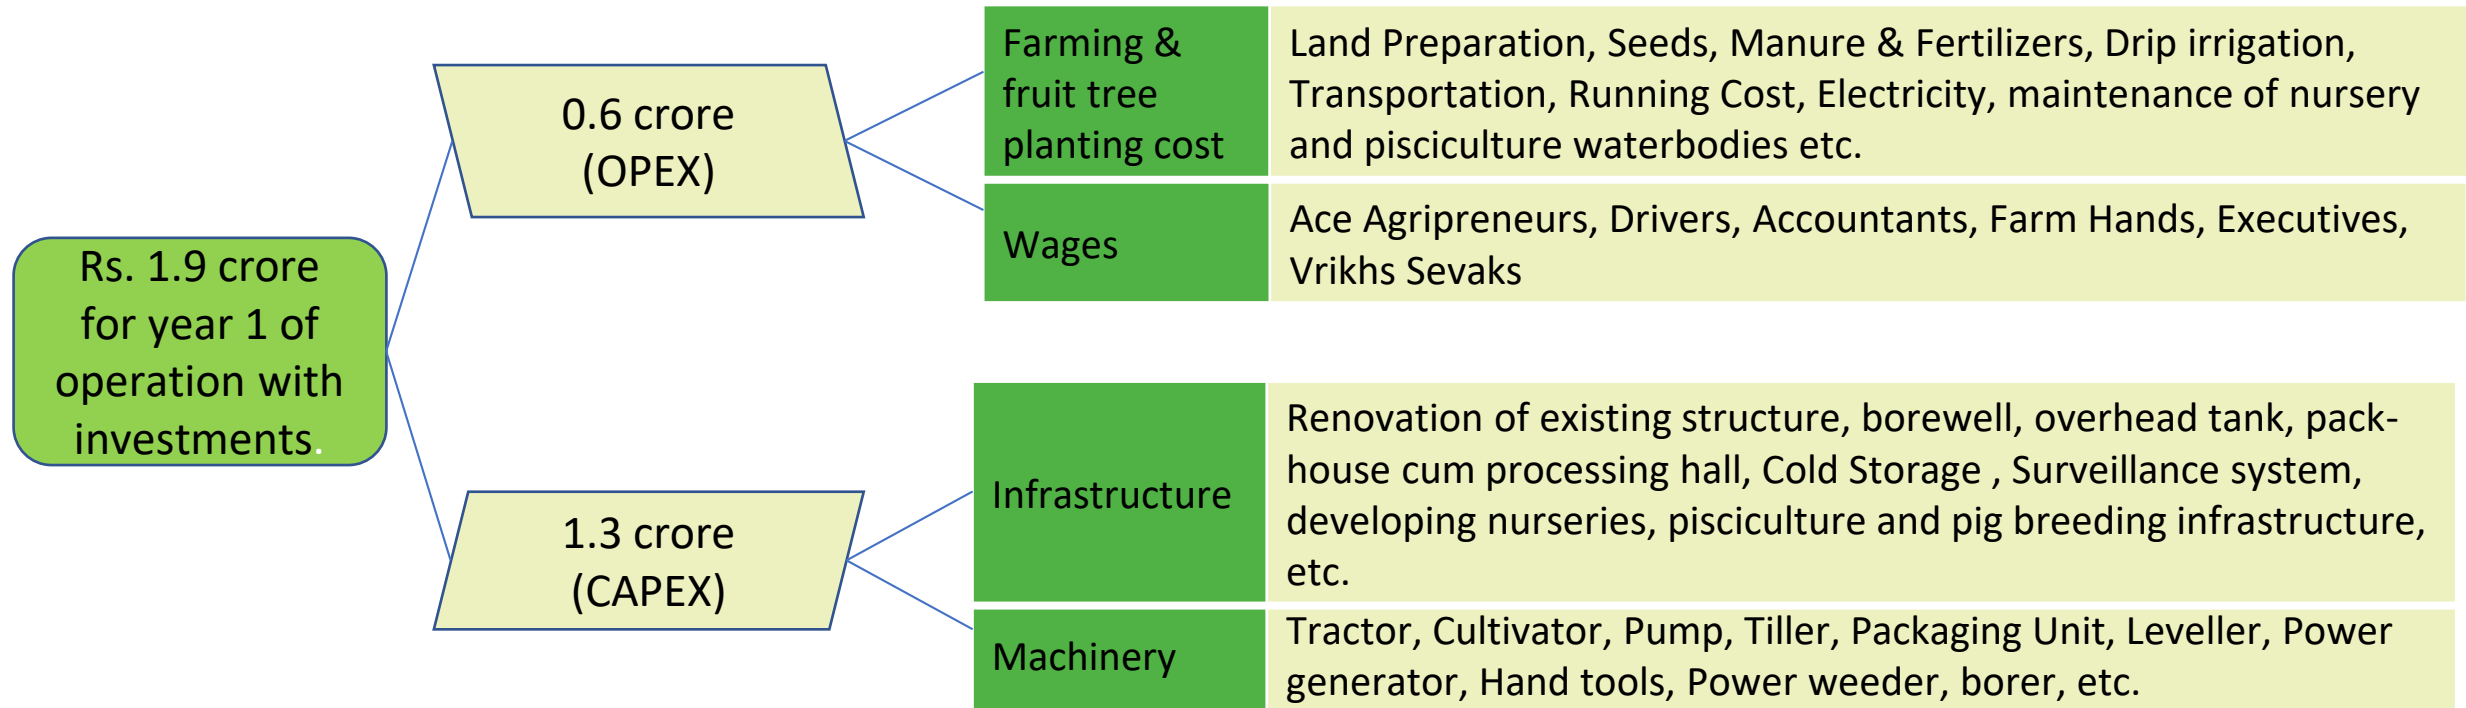 Rs. 1.9 crore
for year 1 of
operation with
investments.
0.6 crore
(OPEX)
Farming &
fruit tree
planting cost
Land Preparation, Seeds, Manure & Fertilizers, Drip irrigation,
Transportation, Running Cost, Electricity, maintenance of nursery
and pisciculture waterbodies etc.
Wages
Ace Agripreneurs, Drivers, Accountants, Farm Hands, Executives,
Vrikhs Sevaks
1.3 crore
(CAPEX)
Infrastructure
Renovation of existing structure, borewell, overhead tank, pack-
house cum processing hall, Cold Storage , Surveillance system,
developing nurseries, pisciculture and pig breeding infrastructure,
etc.
Machinery
Tractor, Cultivator, Pump, Tiller, Packaging Unit, Leveller, Power
generator, Hand tools, Power weeder, borer, etc.